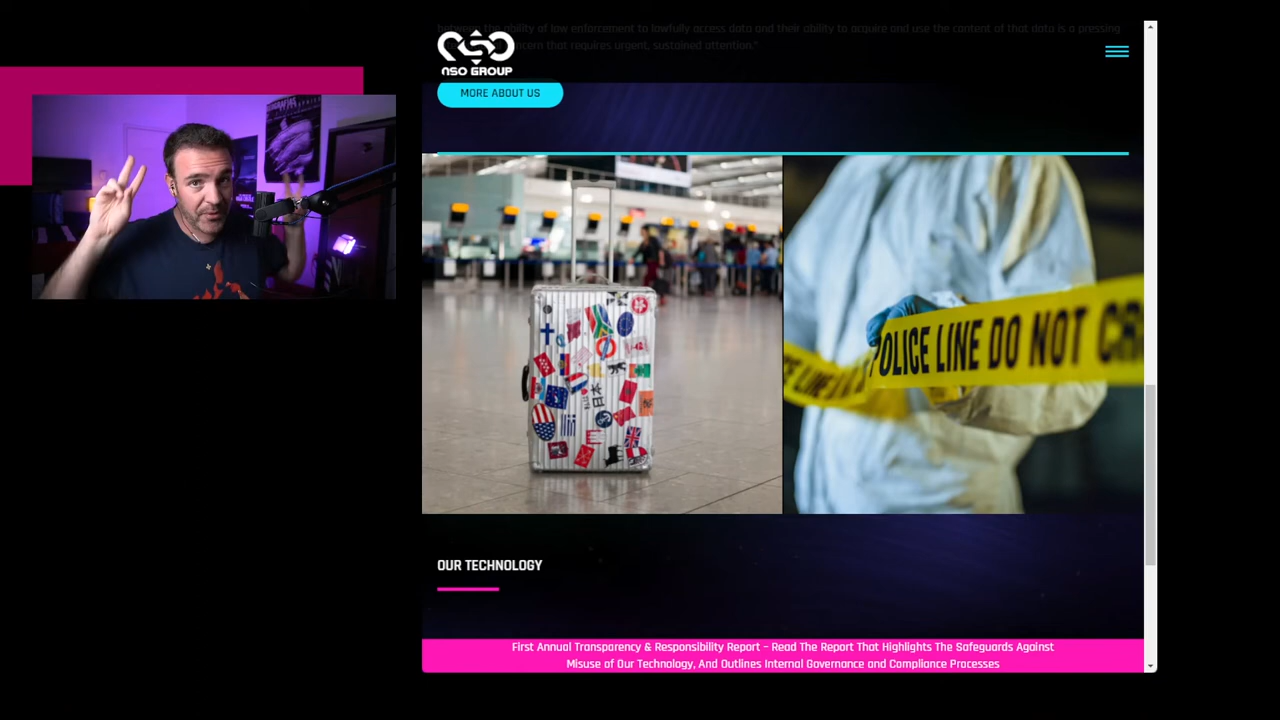 between the ability of law enforcement to lawfully access data and their ability to acquire and use the content of that data is a pressing
concern that requires urgent, sustained attention."
NSO GROUP
MORE ABOUT US
POLICE LINE DO NOT CR
日本
OUR TECHNOLOGY
First Annual Transparency & Responsibility Report – Read The Report That Highlights The Safeguards Against
Misuse of Our Technology, And Outlines Internal Governance and Compliance Processes